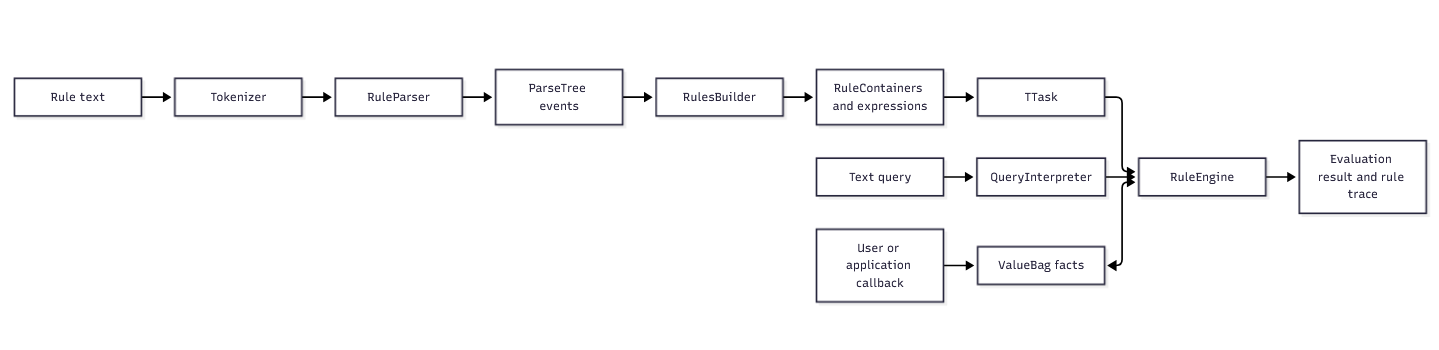 Rule text
Tokenizer
RuleParser
ParseTree
events
RulesBuilder
RuleContainers
and expressions
TTask
Text query
QueryInterpreter
RuleEngine
Evaluation
result and rule
trace
User or
application
callback
ValueBag facts